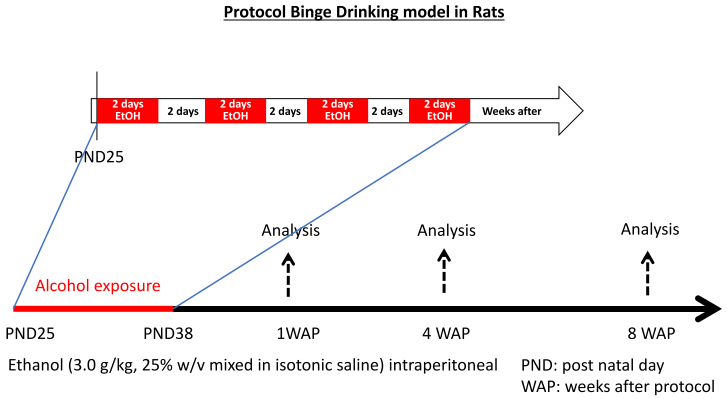 Protocol Binge Drinking model in Rats
2 days EtOH
2 days
2 days EtOH
2 days
2 days EtOH
2 days
2 days EtOH
Weeks after
PND25
Analysis
Analysis
Analysis
Alcohol exposure
PND25
PND38
1WAP
4 WAP
8 WAP
Ethanol (3.0 g/kg, 25% w/v mixed in isotonic saline) intraperitoneal
PND: post natal day
WAP: weeks after protocol